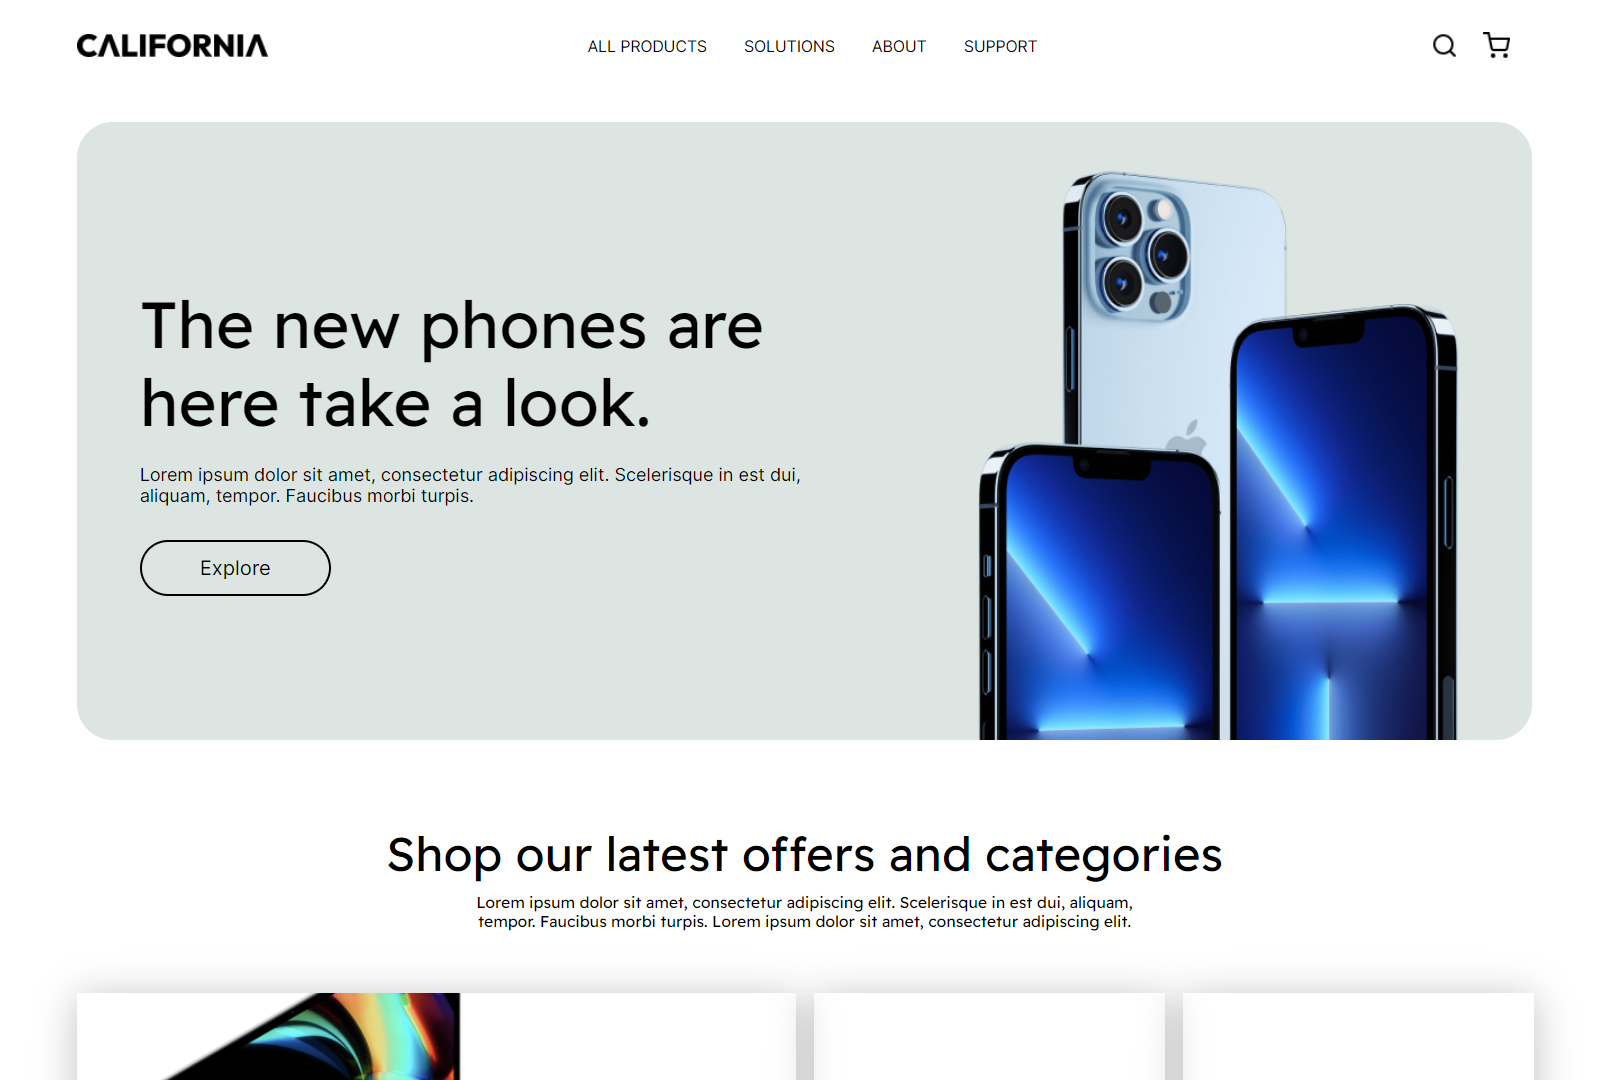 CALIFORNIA
ALL PRODUCTS SOLUTIONS ABOUT SUPPORT
The new phones are
here take a look.
Lorem ipsum dolor sit amet, consectetur adipiscing elit. Scelerisque in est dui,
aliquam, tempor. Faucibus morbi turpis.
Explore
Shop our latest offers and categories
Lorem ipsum dolor sit amet, consectetur adipiscing elit. Scelerisque in est dui, aliquam,
tempor. Faucibus morbi turpis. Lorem ipsum dolor sit amet, consectetur adipiscing elit.